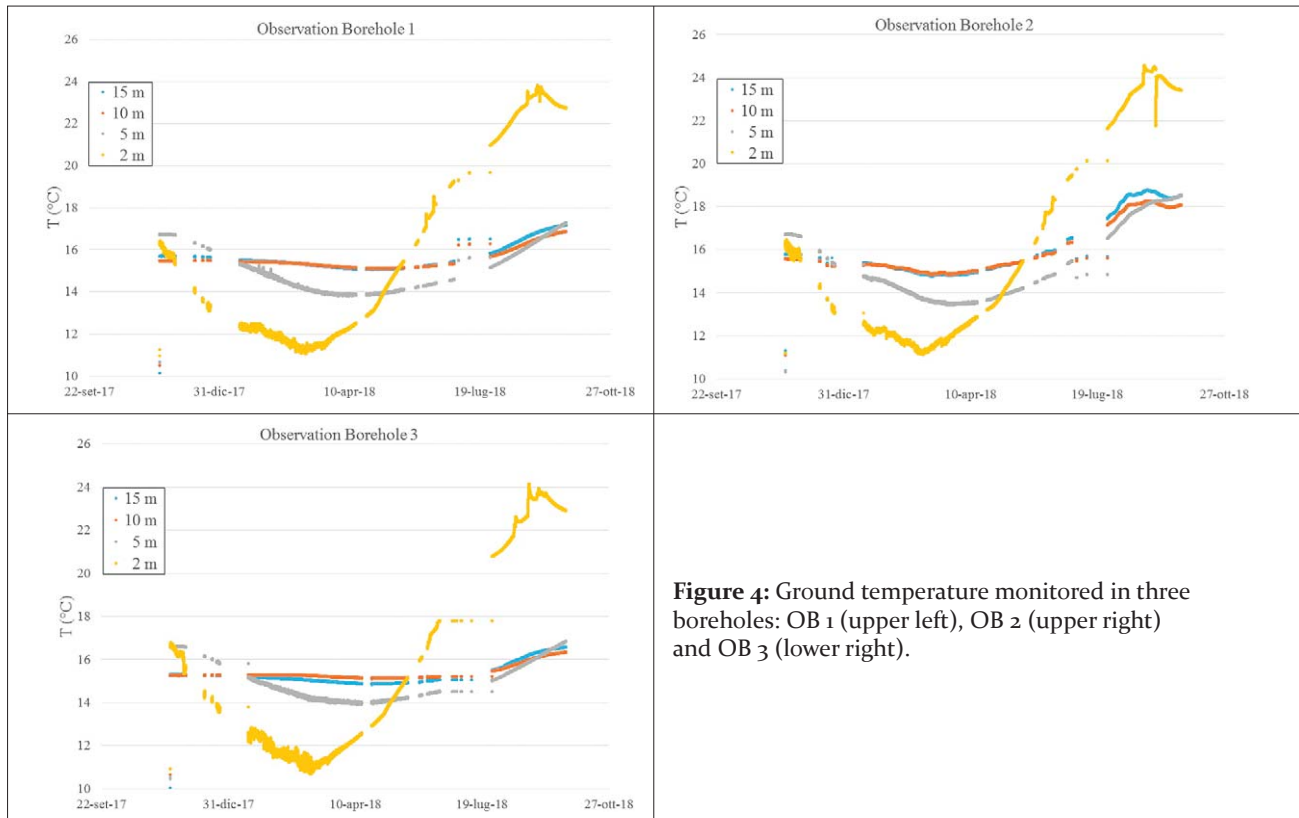 Observation Borehole 1
26
24
22
20
18
16
14
12
10
T (°C)
15 m
10 m
5 m
2 m
22-set-17
31-dic-17
10-apr-18
19-lug-18
27-ott-18
Observation Borehole 2
26
24
22
20
18
16
14
12
10
T (°C)
15 m
10 m
5 m
2 m
22-set-17
31-dic-17
10-apr-18
19-lug-18
27-ott-18
Observation Borehole 3
26
24
22
20
18
16
14
12
10
T (°C)
15 m
10 m
5 m
2 m
22-set-17
31-dic-17
10-apr-18
19-lug-18
27-ott-18
Figure 4: Ground temperature monitored in three
boreholes: OB 1 (upper left), OB 2 (upper right)
and OB 3 (lower right).